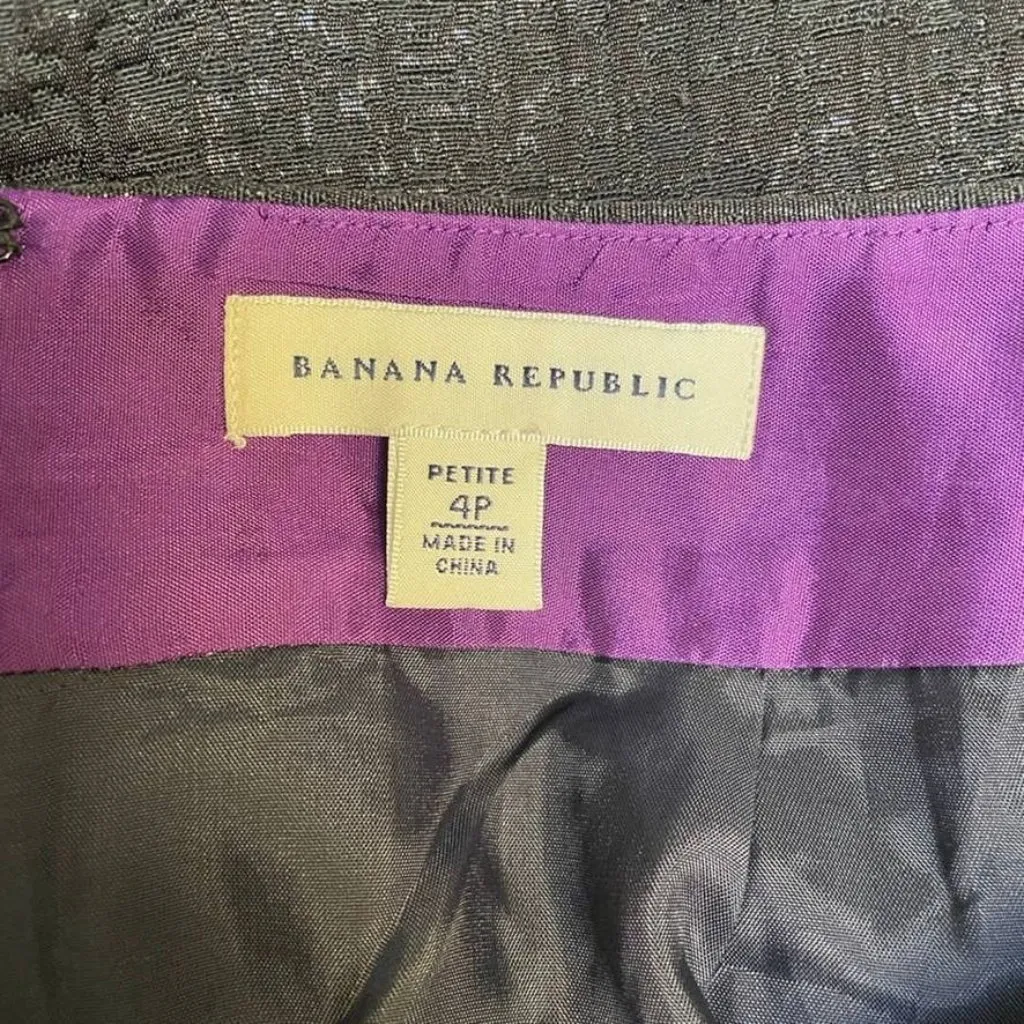 BANANA REPUBLIC
PETITE
4P
MADE IN
CHINA